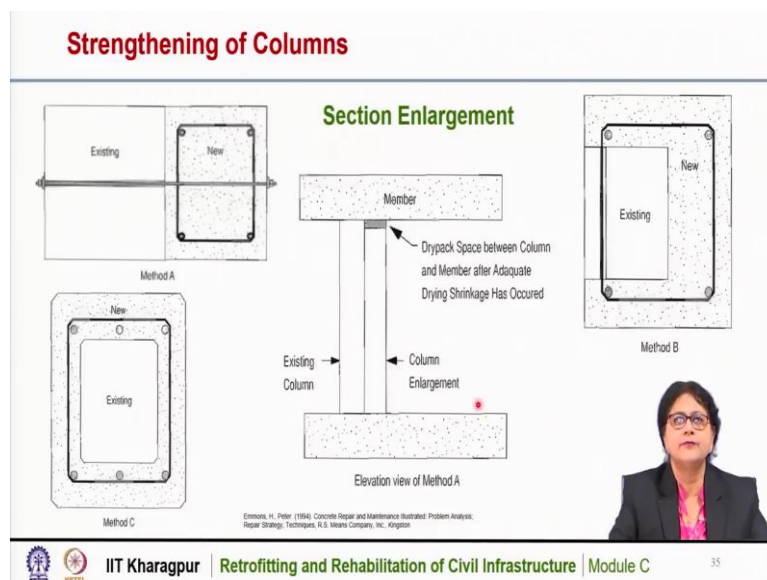 Strengthening of Columns
Section Enlargement
Existing
New
Method A
Member
Drypack Space between Column
and Member after Adaquate
Drying Shrinkage Has Occured
Existing
Column
Column
Enlargement
Elevation view of Method A
New
Existing
Method B
New
Existing
Method C
Emmons, H., Peter (1994) Concrete Repair and Maintenance Illustrated: Problem Analysis;
Repair Strategy; Techniques, R.S. Means Company, Inc., Kingston
IIT Kharagpur | Retrofitting and Rehabilitation of Civil Infrastructure | Module C
35